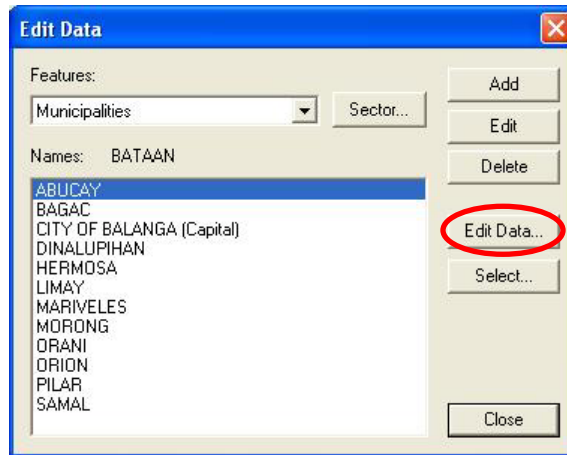 Edit Data
Features:
Municipalities
Sector...
Names: BATAAN
ABUCAY
BAGAC
CITY OF BALANGA (Capital)
DINALUPIHAN
HERMOSA
LIMAY
MARIVELES
MORONG
ORANI
ORION
PILAR
SAMAL
Add
Edit
Delete
Edit Data...
Select...
Close